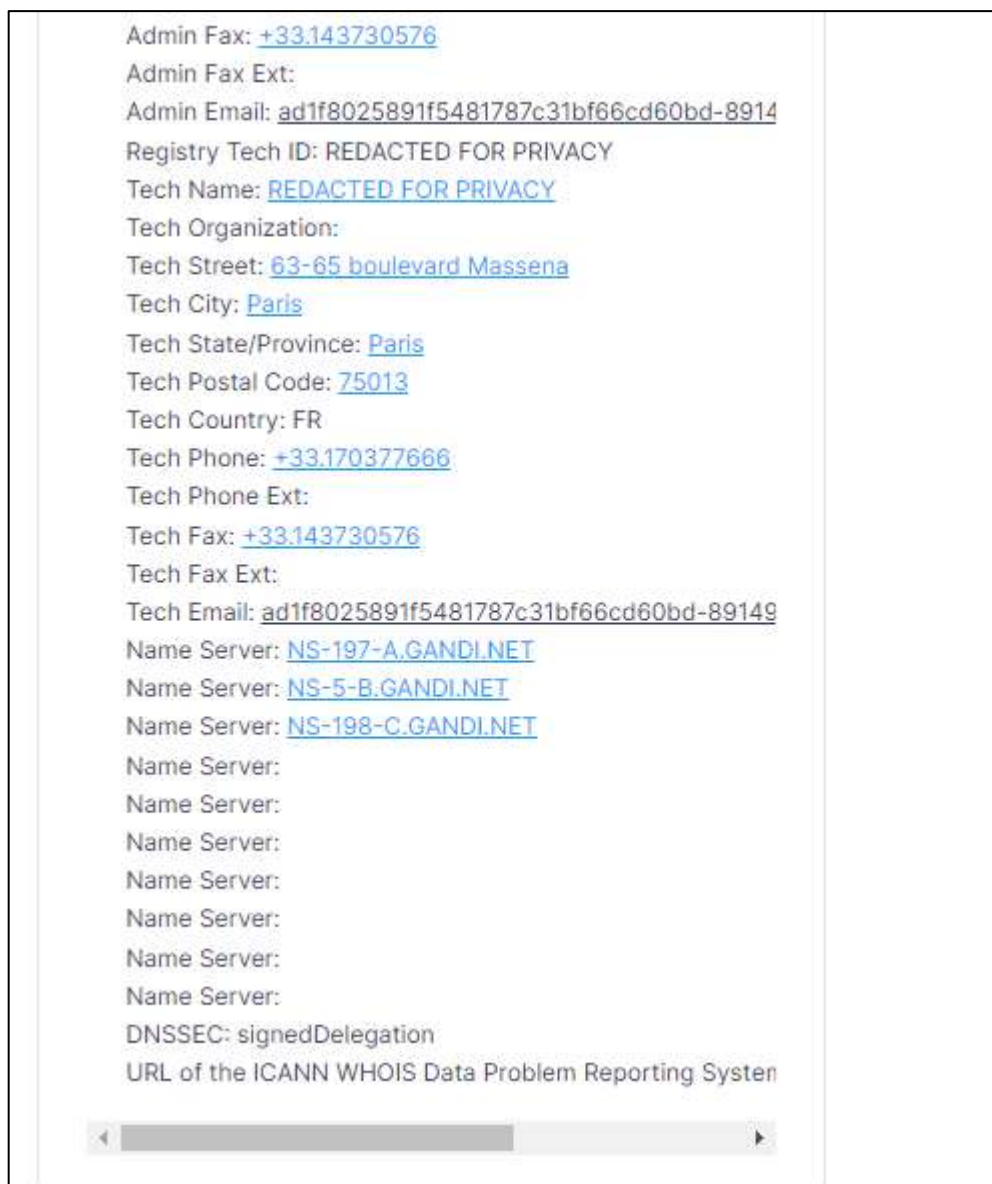 Admin Fax: +33.143730576
Admin Fax Ext:
Admin Email: ad1f8025891f5481787c31bf66cd60bd-8914
Registry Tech ID: REDACTED FOR PRIVACY
Tech Name: REDACTED FOR PRIVACY
Tech Organization:
Tech Street: 63-65 boulevard Massena
Tech City: Paris
Tech State/Province: Paris
Tech Postal Code: 75013
Tech Country: FR
Tech Phone: +33.170377666
Tech Phone Ext:
Tech Fax: +33.143730576
Tech Fax Ext:
Tech Email: ad1f8025891f5481787c31bf66cd60bd-89149
Name Server: NS-197-A.GANDI.NET
Name Server: NS-5-B.GANDI.NET
Name Server: NS-198-C.GANDI.NET
Name Server:
Name Server:
Name Server:
Name Server:
Name Server:
Name Server:
Name Server:
DNSSEC: signedDelegation
URL of the ICANN WHOIS Data Problem Reporting System